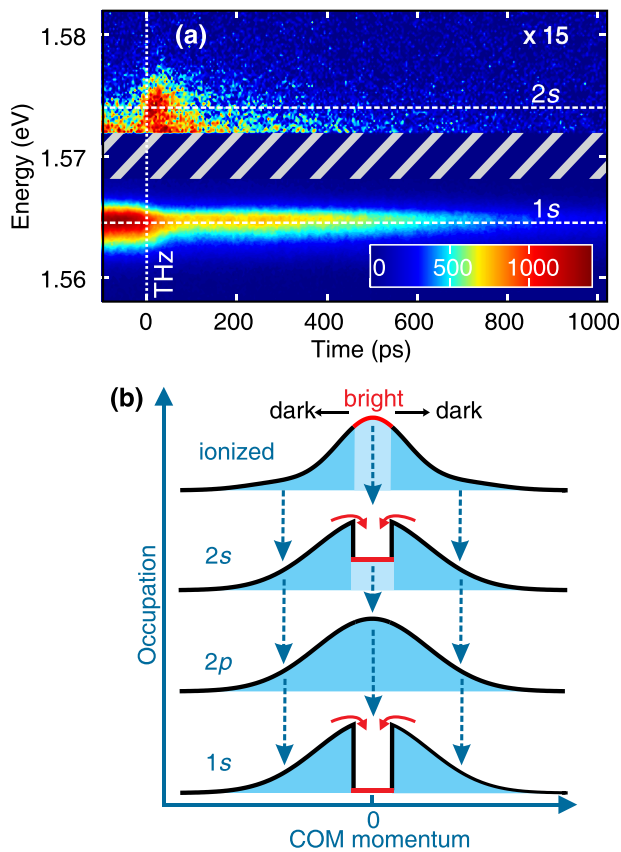 1.58
(a)
x 15
2s
Energy (eV)
1.57
1s
1.56
THz
0 500 1000
0 200 400 600 800 1000
Time (ps)
(b)
bright
dark dark
ionized
2s
2p
1s
Occupation
0
COM momentum